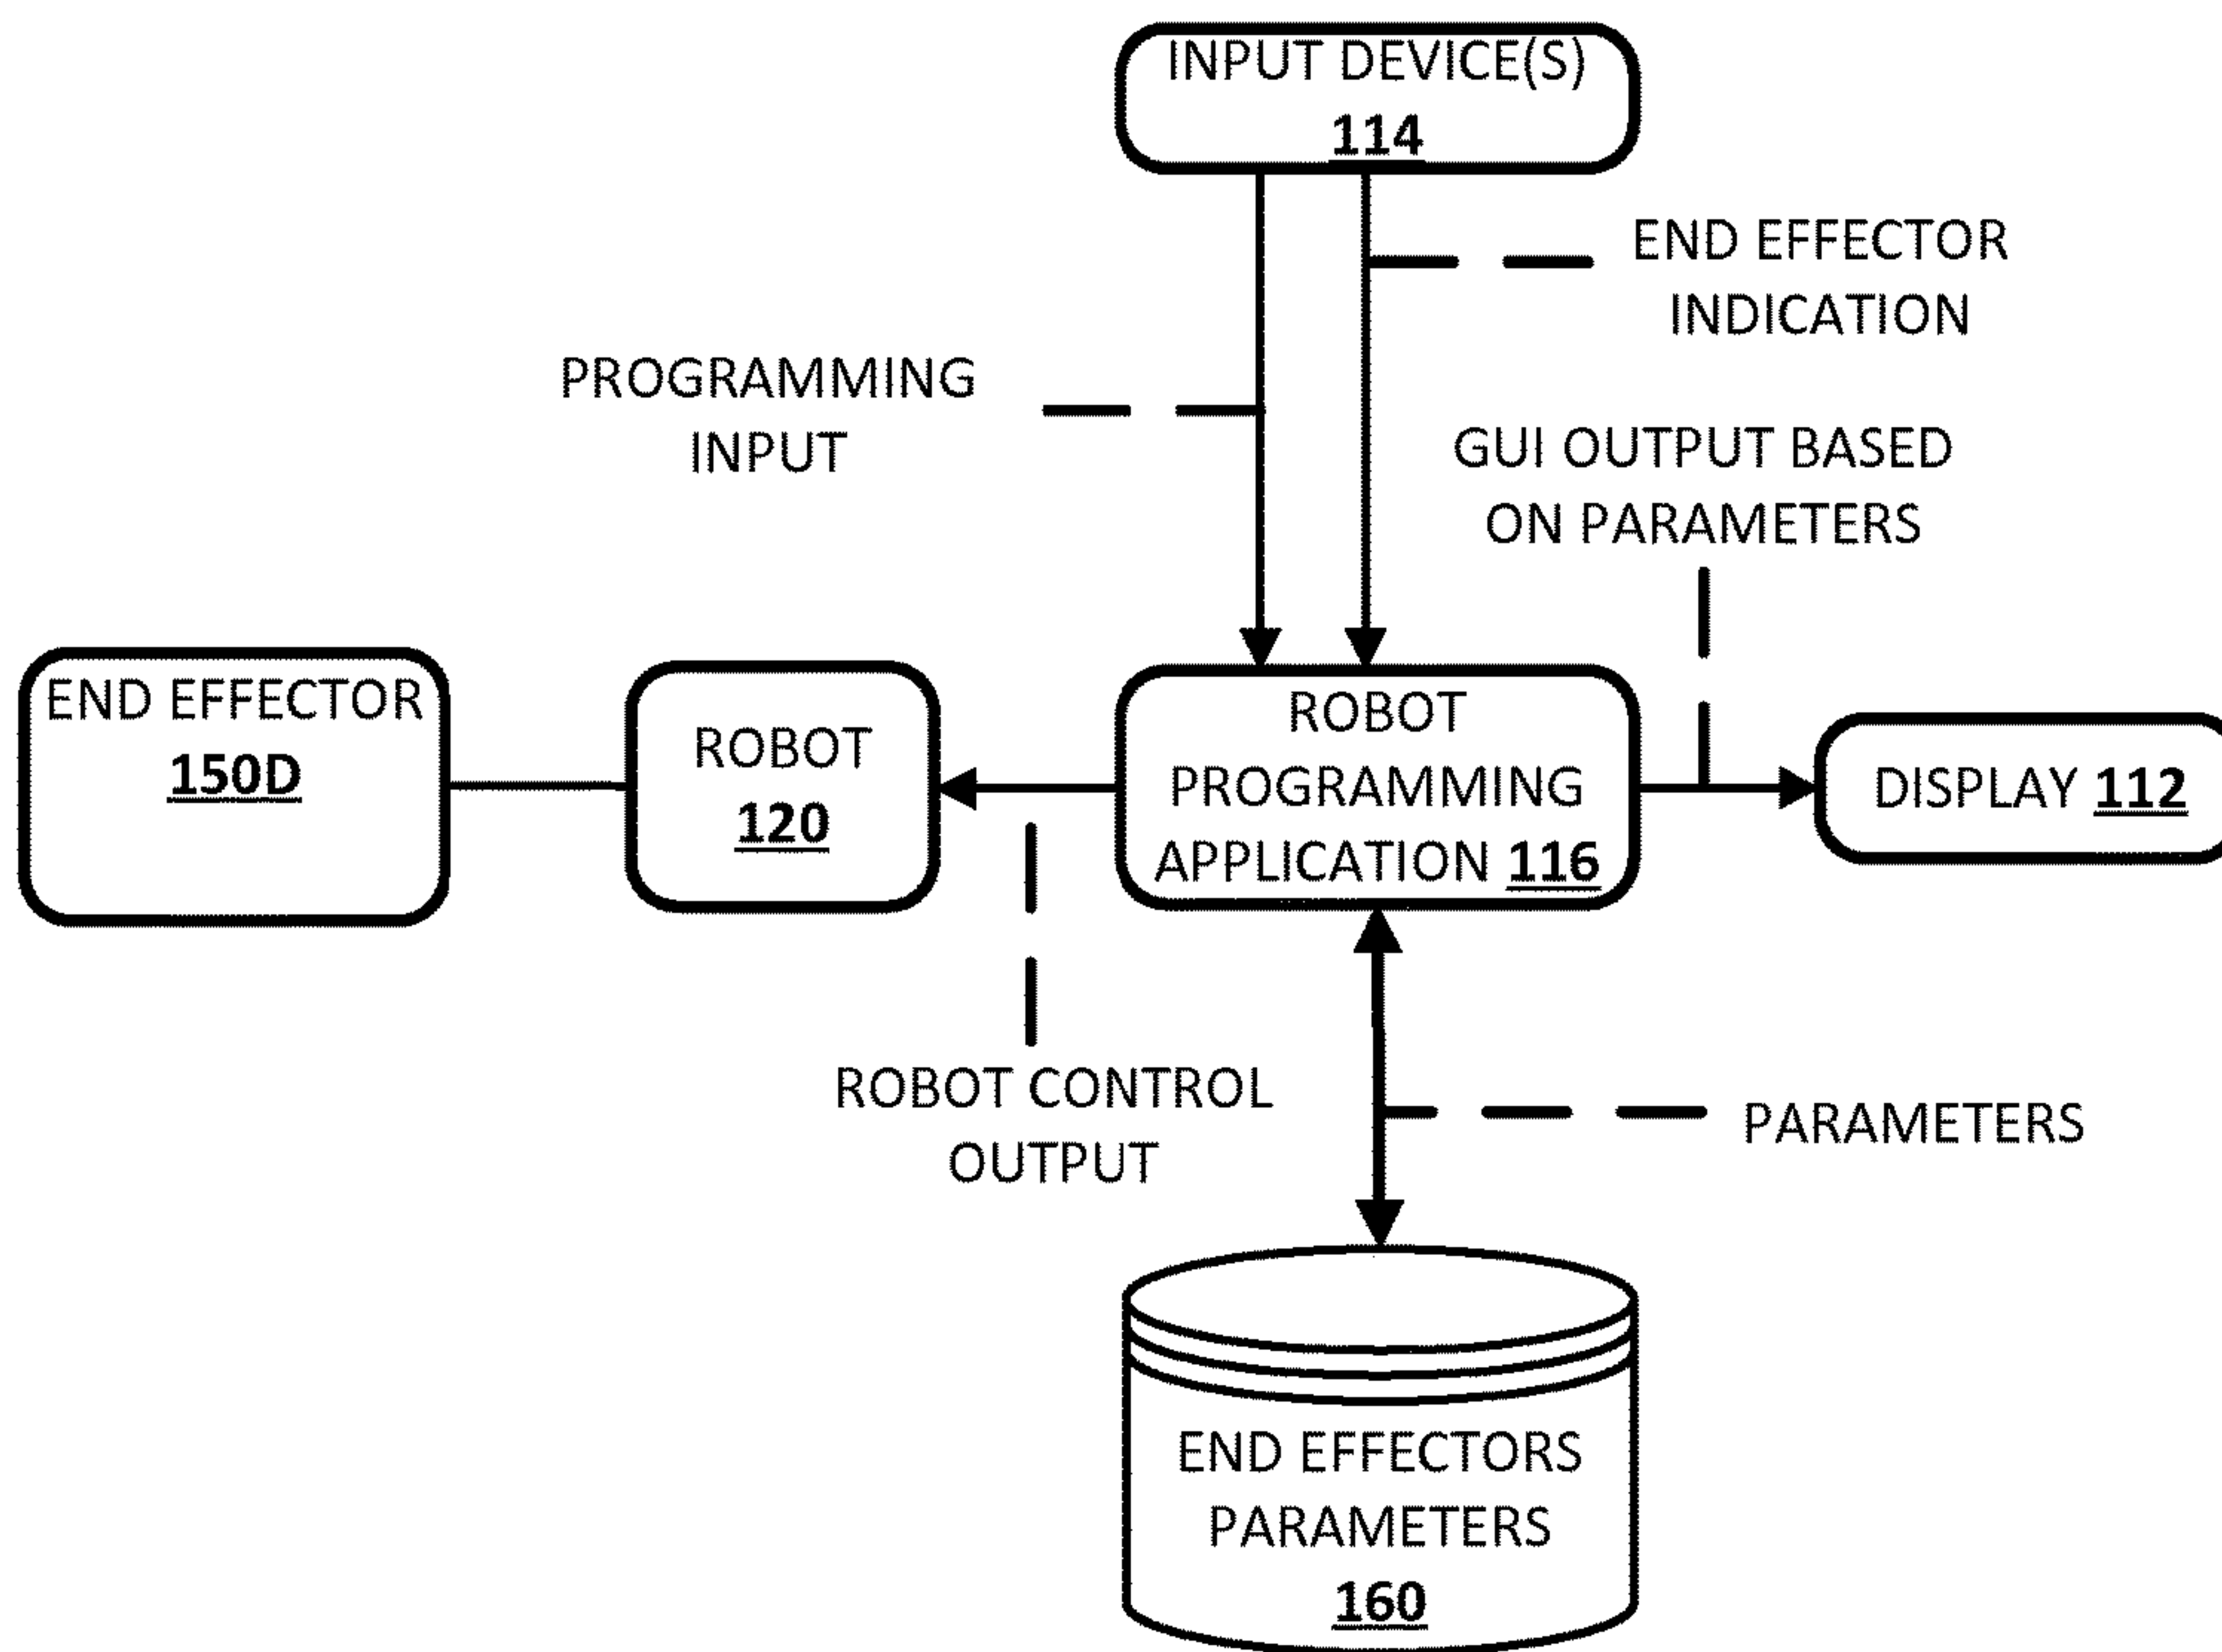 INPUT DEVICE(S)
114
END EFFECTOR
INDICATION
PROGRAMMING
INPUT
GUI OUTPUT BASED
ON PARAMETERS
END EFFECTOR
150D
ROBOT
120
ROBOT
PROGRAMMING
APPLICATION 116
DISPLAY 112
ROBOT CONTROL
OUTPUT
PARAMETERS
END EFFECTORS
PARAMETERS
160